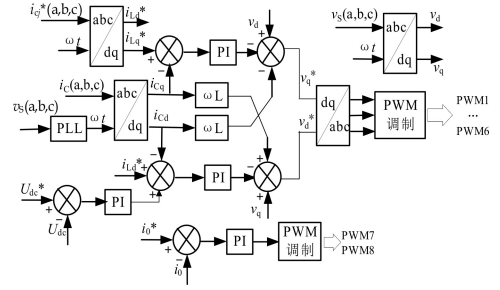 i_cj*(a,b,c) abc i_Ld* v_d v_S(a,b,c) abc v_d
ωt dq i_Lq* + − PI + − − ωt dq v_q
i_C(a,b,c) abc i_Cq ωL v_q* dq PWM 调制 PWM1
v_S(a,b,c) PLL ωt dq i_Cd ωL v_d* abc ...
PWM6
i_Ld* − + + PI − + +
U_dc* + − PI v_q
U_dc
i_0* + − PI PWM 调制 PWM7
i_0 PWM8